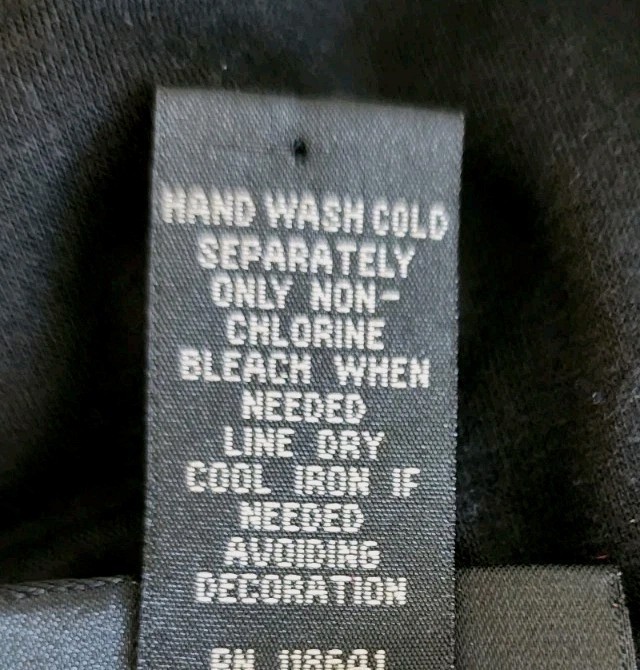 HAND WASH COLD
SEPARATELY
ONLY NON-
CHLORINE
BLEACH WHEN
NEEDED
LINE DRY
COOL IRON IF
NEEDED
AVOIDING
DECORATION